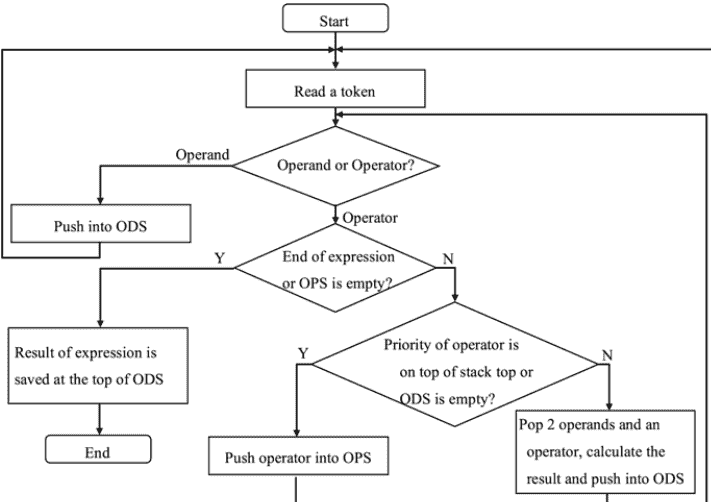 Start
Read a token
Operand
Operand or Operator?
Push into ODS
Operator
Y
End of expression
or OPS is empty?
N
Result of expression is
saved at the top of ODS
Y
Priority of operator is
on top of stack top or
ODS is empty?
N
End
Push operator into OPS
Pop 2 operands and an
operator, calculate the
result and push into ODS